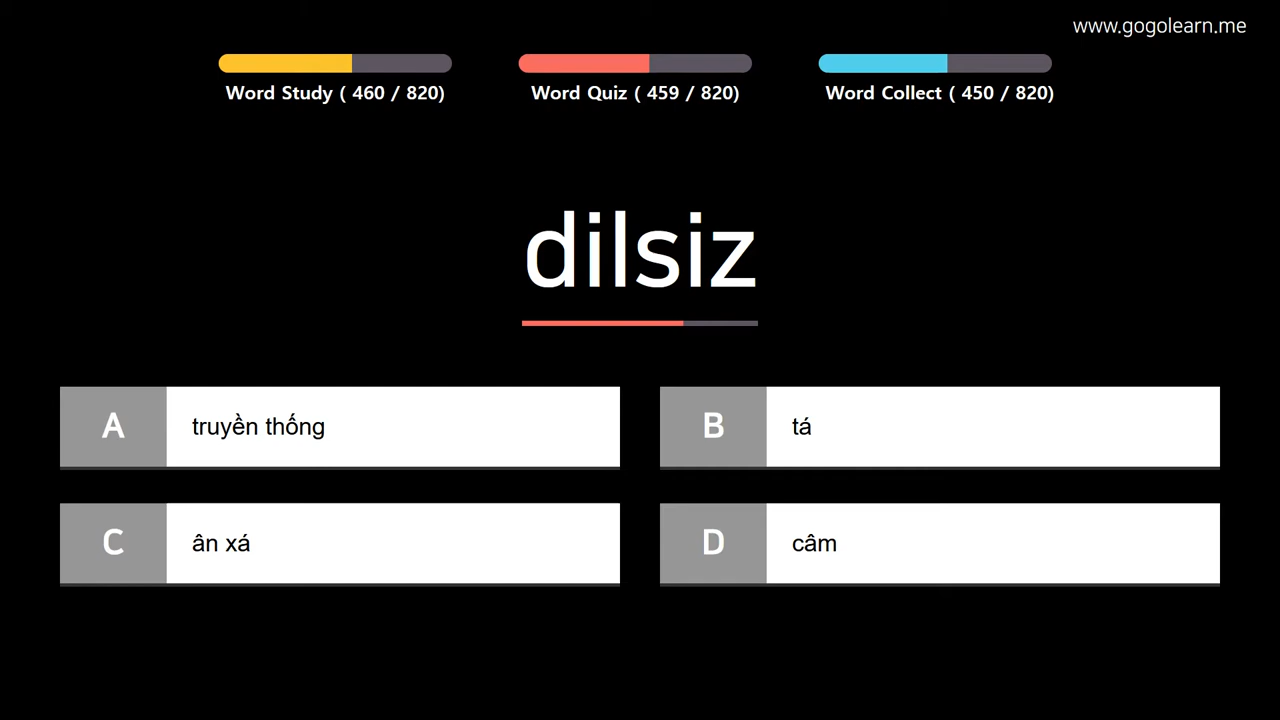 www.gogolearn.me
Word Study ( 460 / 820)
Word Quiz ( 459 / 820)
Word Collect ( 450 / 820)
dilsiz
A truyền thống
B tá
C ân xá
D câm